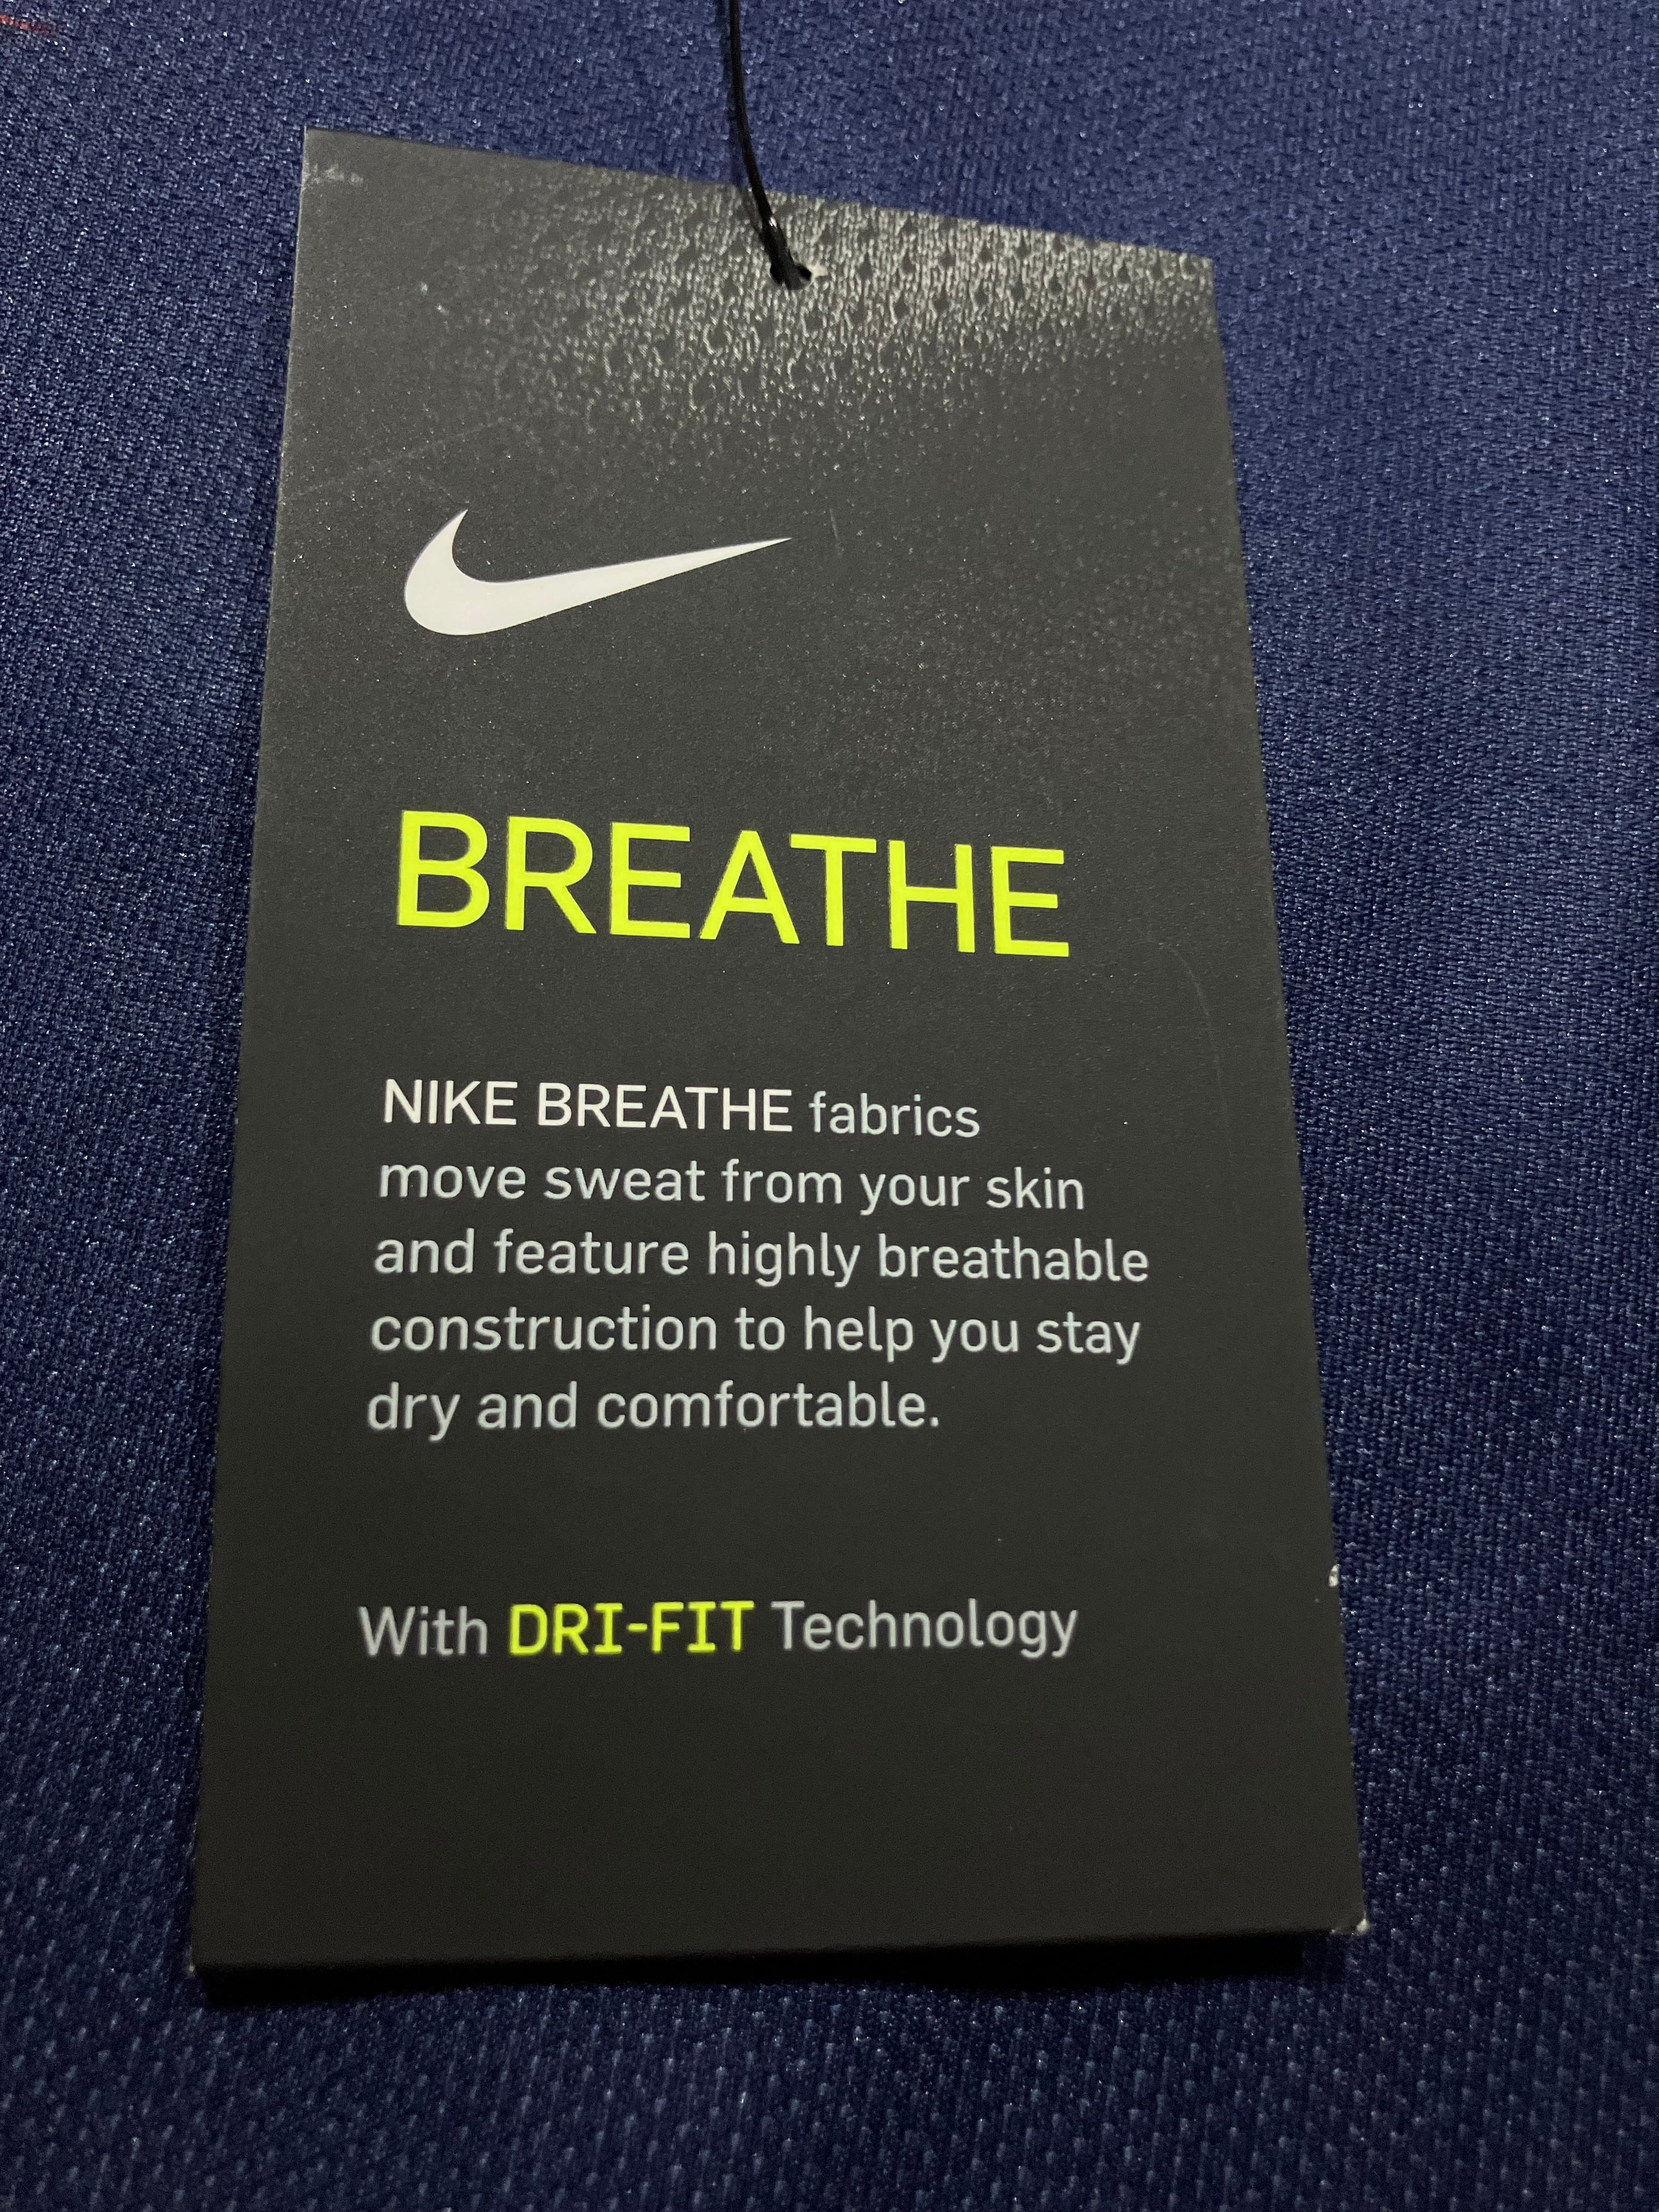 BREATHE
NIKE BREATHE fabrics
move sweat from your skin
and feature highly breathable
construction to help you stay
dry and comfortable.
With DRI-FIT Technology